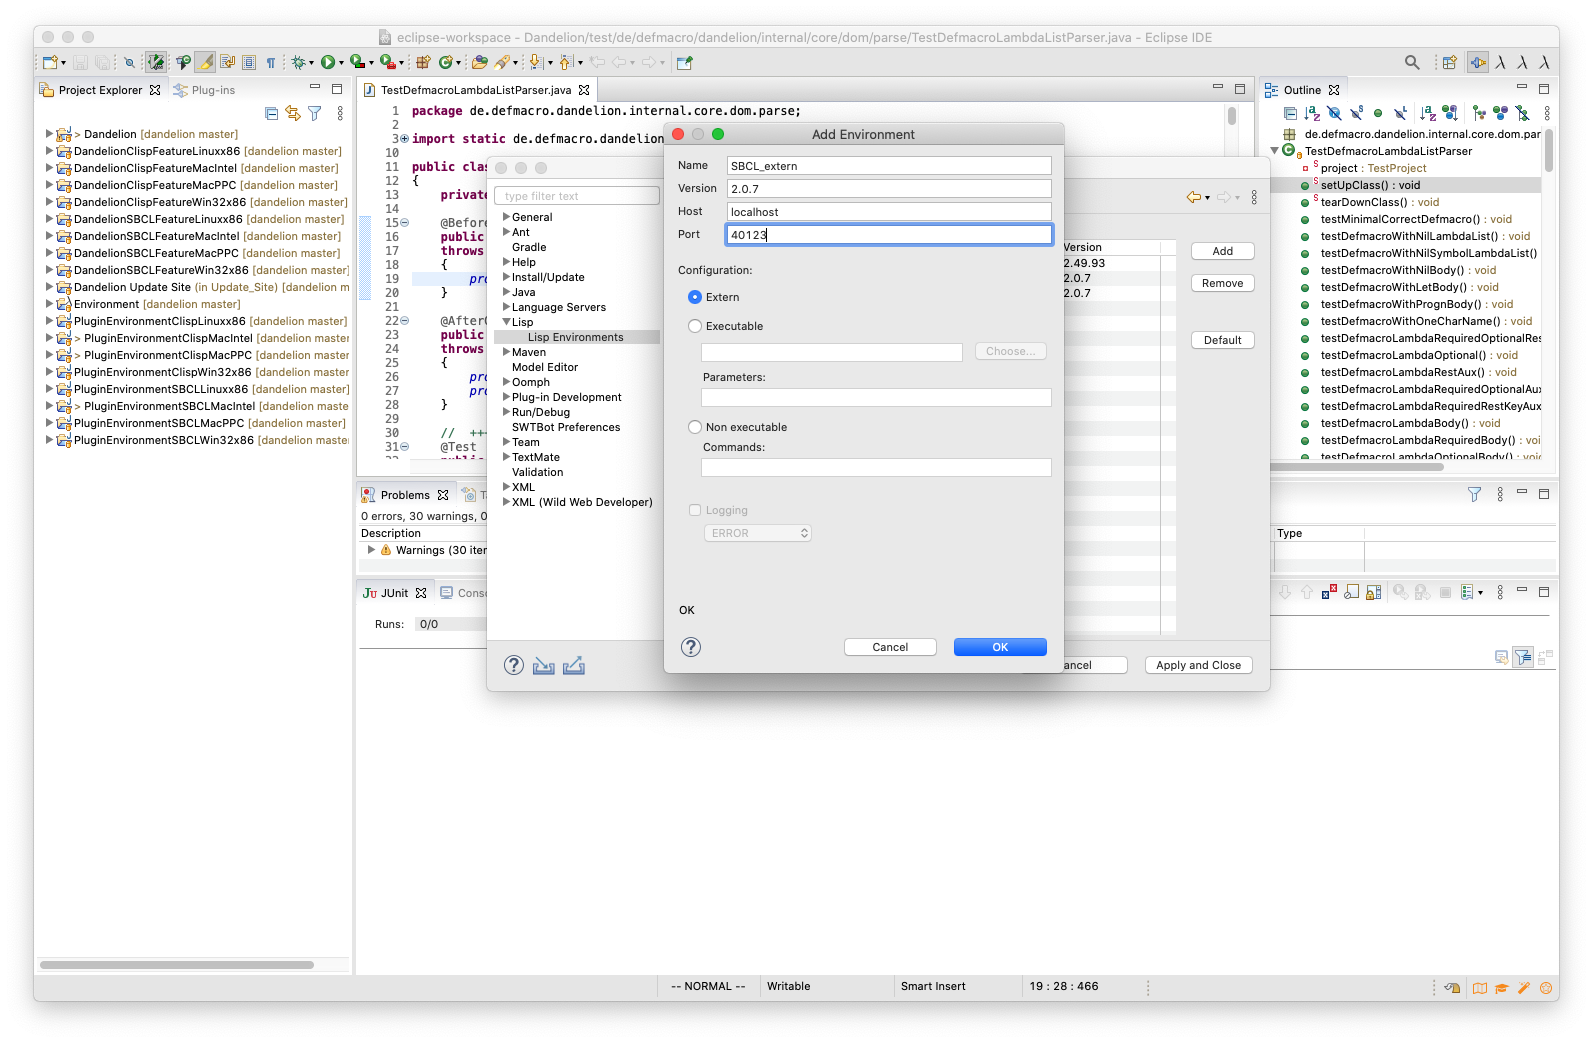 eclipse-workspace - Dandelion/test/de/defmacro/dandelion/internal/core/dom/parse/TestDefmacroLambdaListParser.java - Eclipse IDE
Project Explorer
Plug-ins
> Dandelion [dandelion master]
DandelionClispFeatureLinuxx86 [dandelion master]
DandelionClispFeatureMacIntel [dandelion master]
DandelionClispFeatureMacPPC [dandelion master]
DandelionClispFeatureWin32x86 [dandelion master]
DandelionSBCLFeatureLinuxx86 [dandelion master]
DandelionSBCLFeatureMacIntel [dandelion master]
DandelionSBCLFeatureMacPPC [dandelion master]
DandelionSBCLFeatureWin32x86 [dandelion master]
Dandelion Update Site (in Update_Site) [dandelion m
Environment [dandelion master]
PluginEnvironmentClispLinuxx86 [dandelion master]
> PluginEnvironmentClispMacIntel [dandelion maste
> PluginEnvironmentClispMacPPC [dandelion master]
PluginEnvironmentClispWin32x86 [dandelion master]
PluginEnvironmentSBCLLinuxx86 [dandelion master]
> PluginEnvironmentSBCLMacIntel [dandelion maste
PluginEnvironmentSBCLMacPPC [dandelion master]
PluginEnvironmentSBCLWin32x86 [dandelion master]
TestDefmacroLambdaListParser.java
1 package de.defmacro.dandelion.internal.core.dom.parse;
2
3 import static de.defmacro.dandelion
10
11 public clas
12 {
13 private
14
15 @Before
16 public
17 throws
18 {
19 pro
20 }
21
22 @After
23 public
24 throws
25 {
26 pro
27 pro
28 }
29
30 // ++
31 @Test
type filter text
General
Ant
Gradle
Help
Install/Update
Java
Language Servers
Lisp
Lisp Environments
Maven
Model Editor
Oomph
Plug-in Development
Run/Debug
SWTBot Preferences
Team
TextMate
Validation
XML
XML (Wild Web Developer)
Version
2.49.93
2.0.7
2.0.7
Add
Remove
Default
ancel
Apply and Close
Add Environment
Name SBCL_extern
Version 2.0.7
Host localhost
Port 40123
Configuration:
Extern
Executable
Choose...
Parameters:
Non executable
Commands:
Logging
ERROR
OK
Cancel
OK
Outline
de.defmacro.dandelion.internal.core.dom.par
TestDefmacroLambdaListParser
project : TestProject
setUpClass() : void
tearDownClass() : void
testMinimalCorrectDefmacro() : void
testDefmacroWithNilLambdaList() : void
testDefmacroWithNilSymbolLambdaList() :
testDefmacroWithNilBody() : void
testDefmacroWithLetBody() : void
testDefmacroWithPrognBody() : void
testDefmacroWithOneCharName() : void
testDefmacroLambdaRequiredOptionalRes
testDefmacroLambdaOptional() : void
testDefmacroLambdaRestAux() : void
testDefmacroLambdaRequiredOptionalAux
testDefmacroLambdaRequiredRestKeyAux
testDefmacroLambdaBody() : void
testDefmacroLambdaRequiredBody() : voi
testDefmacroLambdaOptionalBody() : voi
Problems
0 errors, 30 warnings, 0
Description
Type
Warnings (30 iter
JUnit
Conso
Runs: 0/0
-- NORMAL --
Writable
Smart Insert
19 : 28 : 466